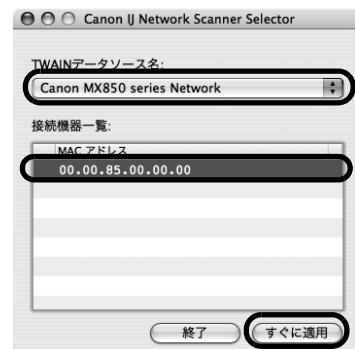 Canon IJ Network Scanner Selector
TWAINデータソース名:
Canon MX850 series Network
接続機器一覧:
MAC アドレス
00.00.85.00.00.00
終了 すぐに適用